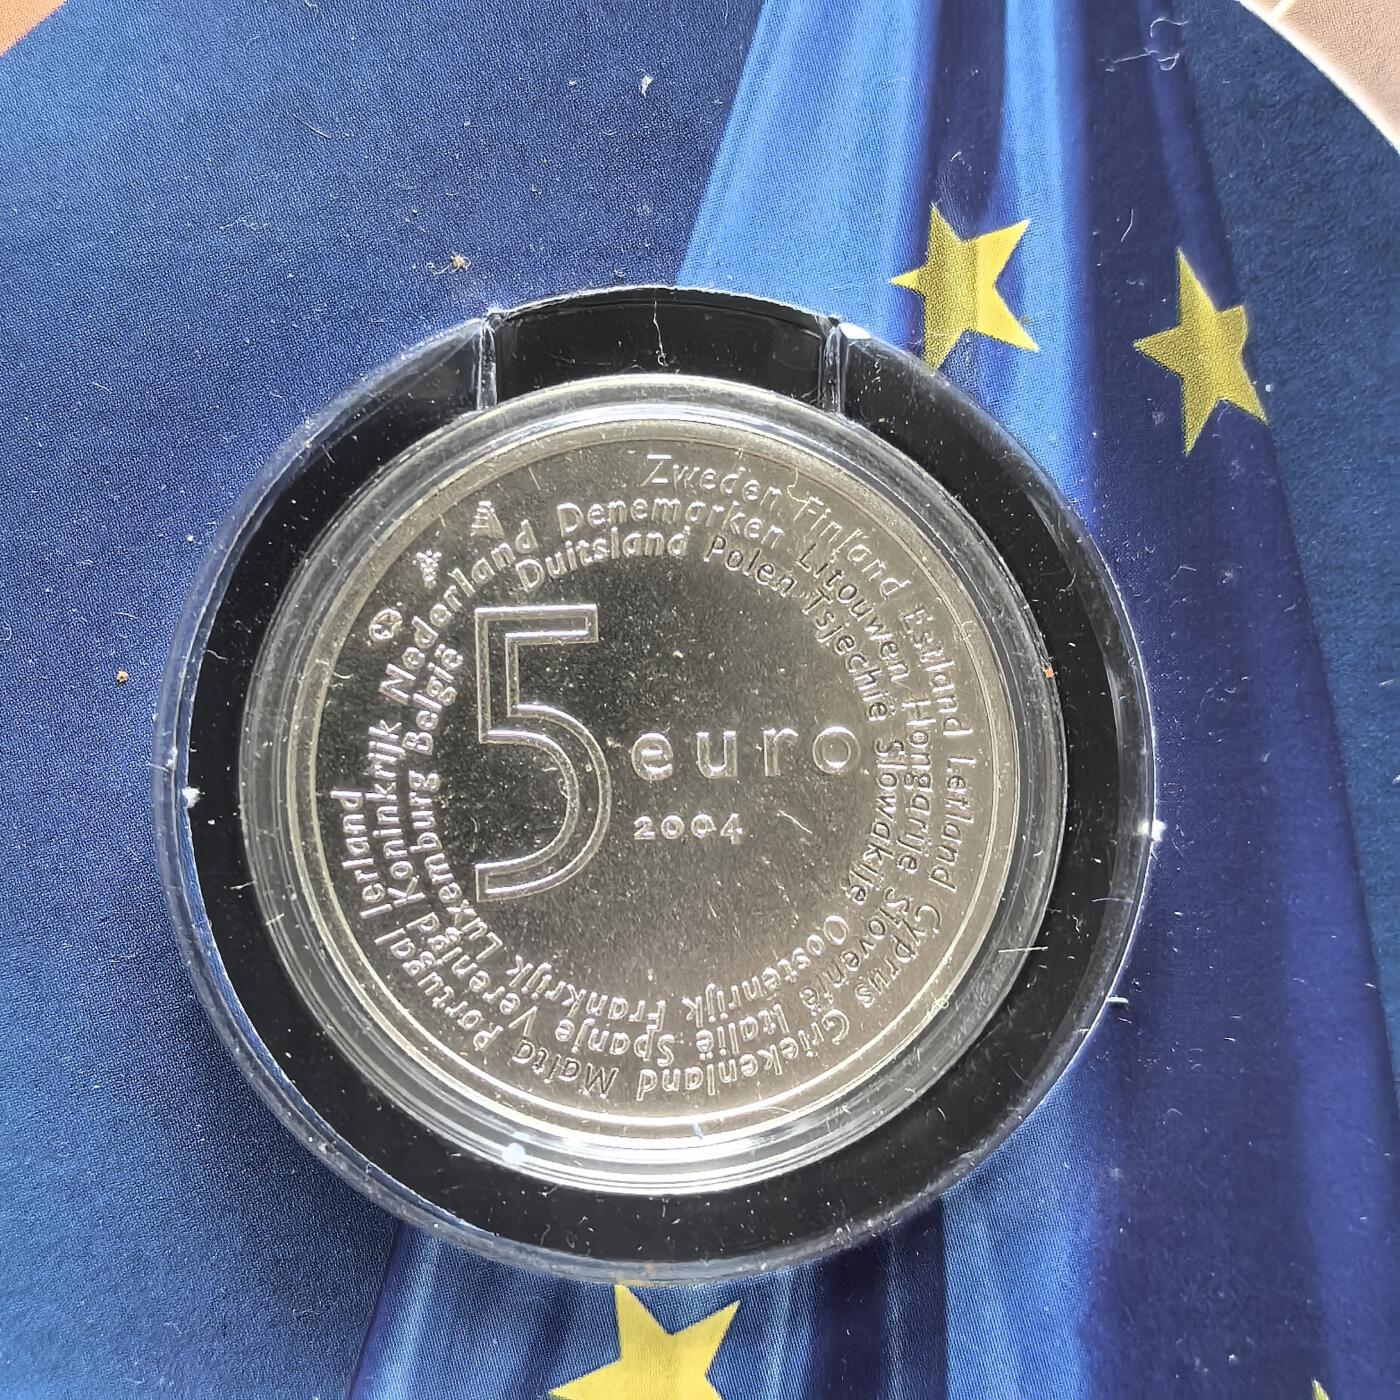 Zweden Finland Estland Letland Cyprus Griekenland Malta Portugal Ierland
Nederland Denemarken Litouwen Hongarije Slovenië Italië Spanje Verenigd Koninkrijk
België Duitsland Polen Tsjechië Slowakije Oostenrijk Frankrijk Luxemburg
5 euro
2004